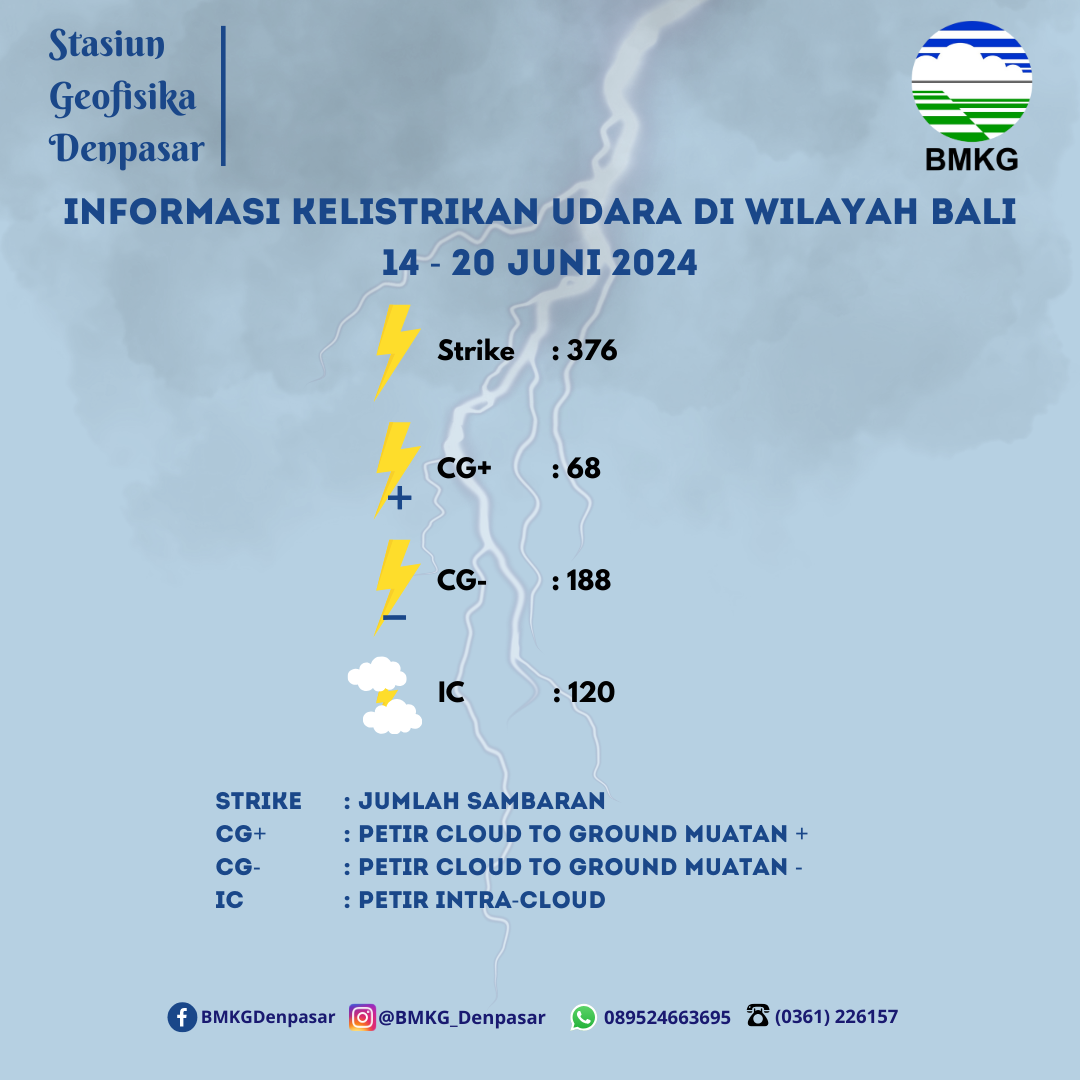 Stasiun
Geofisika
Denpasar
BMKG
INFORMASI KELISTRIKAN UDARA DI WILAYAH BALI
14 - 20 JUNI 2024
Strike : 376
CG+ : 68
+
CG- : 188
-
IC : 120
STRIKE : JUMLAH SAMBARAN
CG+ : PETIR CLOUD TO GROUND MUATAN +
CG- : PETIR CLOUD TO GROUND MUATAN -
IC : PETIR INTRA-CLOUD
BMKGDenpasar @BMKG_Denpasar 089524663695 (0361) 226157